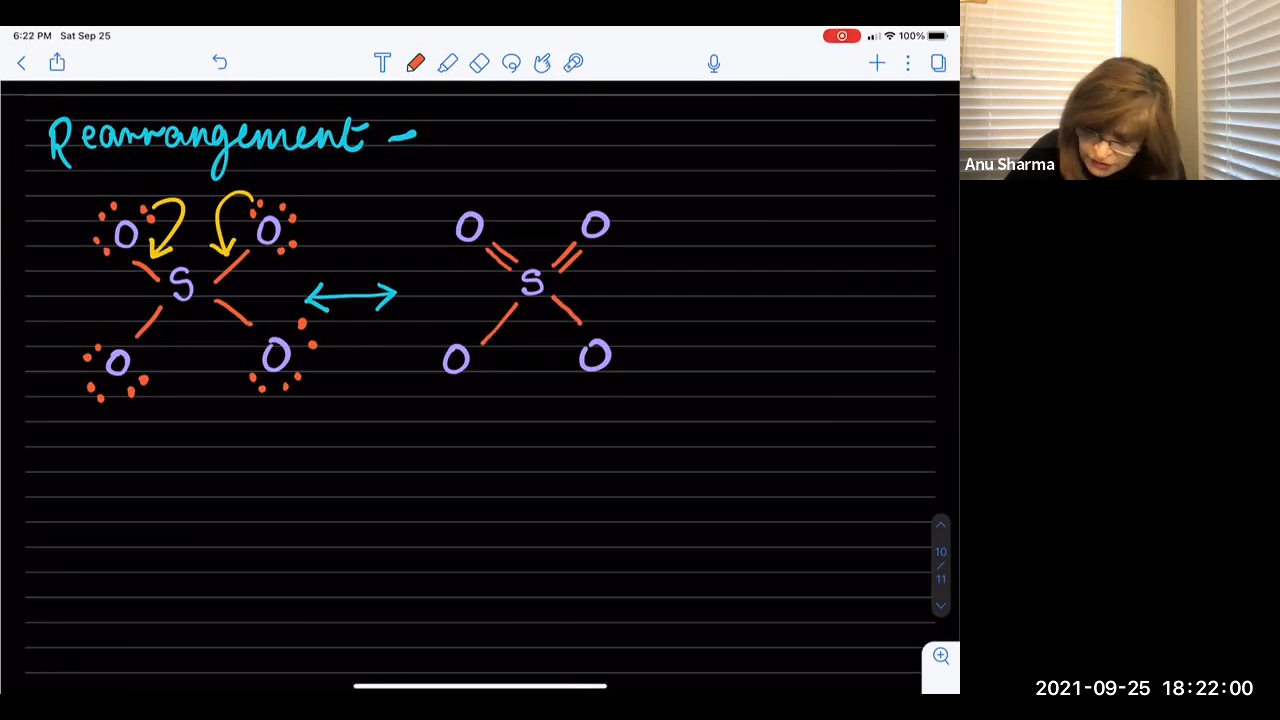 6:22 PM Sat Sep 25
100%
T
Anu Sharma
Rearrangement -
O O O O
S S
O O O O
10
/
11
2021-09-25 18:22:00